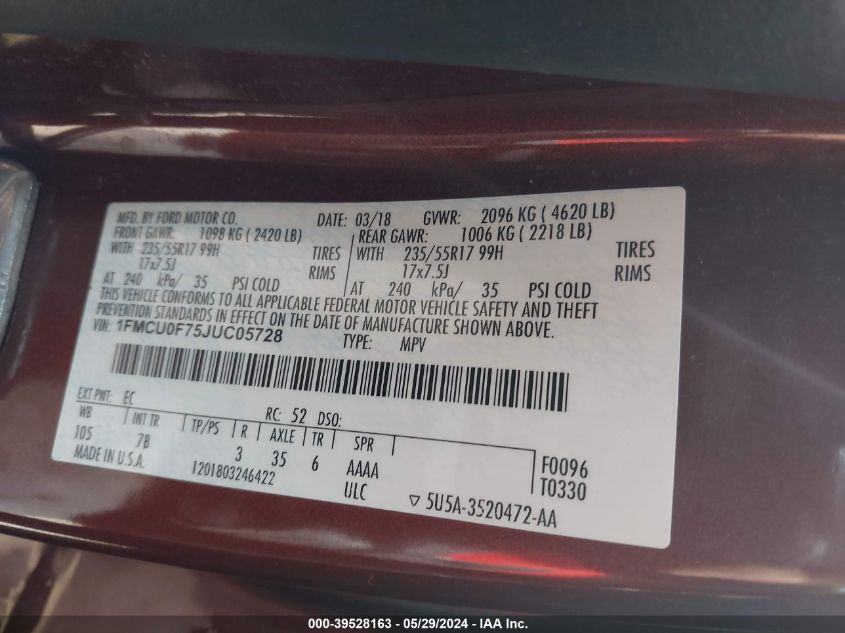 MFD. BY FORD MOTOR CO. DATE: 03/18 GVWR: 2096 KG ( 4620 LB)
FRONT GAWR: 1098 KG ( 2420 LB) REAR GAWR: 1006 KG ( 2218 LB)
WITH 235/55R17 99H TIRES WITH 235/55R17 99H TIRES
17x7.5J RIMS 17x7.5J RIMS
AT 240 kPa/ 35 PSI COLD AT 240 kPa/ 35 PSI COLD
THIS VEHICLE CONFORMS TO ALL APPLICABLE FEDERAL MOTOR VEHICLE SAFETY AND THEFT
PREVENTION STANDARDS IN EFFECT ON THE DATE OF MANUFACTURE SHOWN ABOVE.
VIN: 1FMCU0F75JUC05728 TYPE: MPV
EXT PNT: EC RC: 52 DSO:
WB INT TR TP/PS R AXLE TR SPR
105 7B 3 35 6 AAAA F0096
MADE IN U.S.A. 1201803246422 ULC T0330
5U5A-3520472-AA
000-39528163 - 05/29/2024 - IAA Inc.